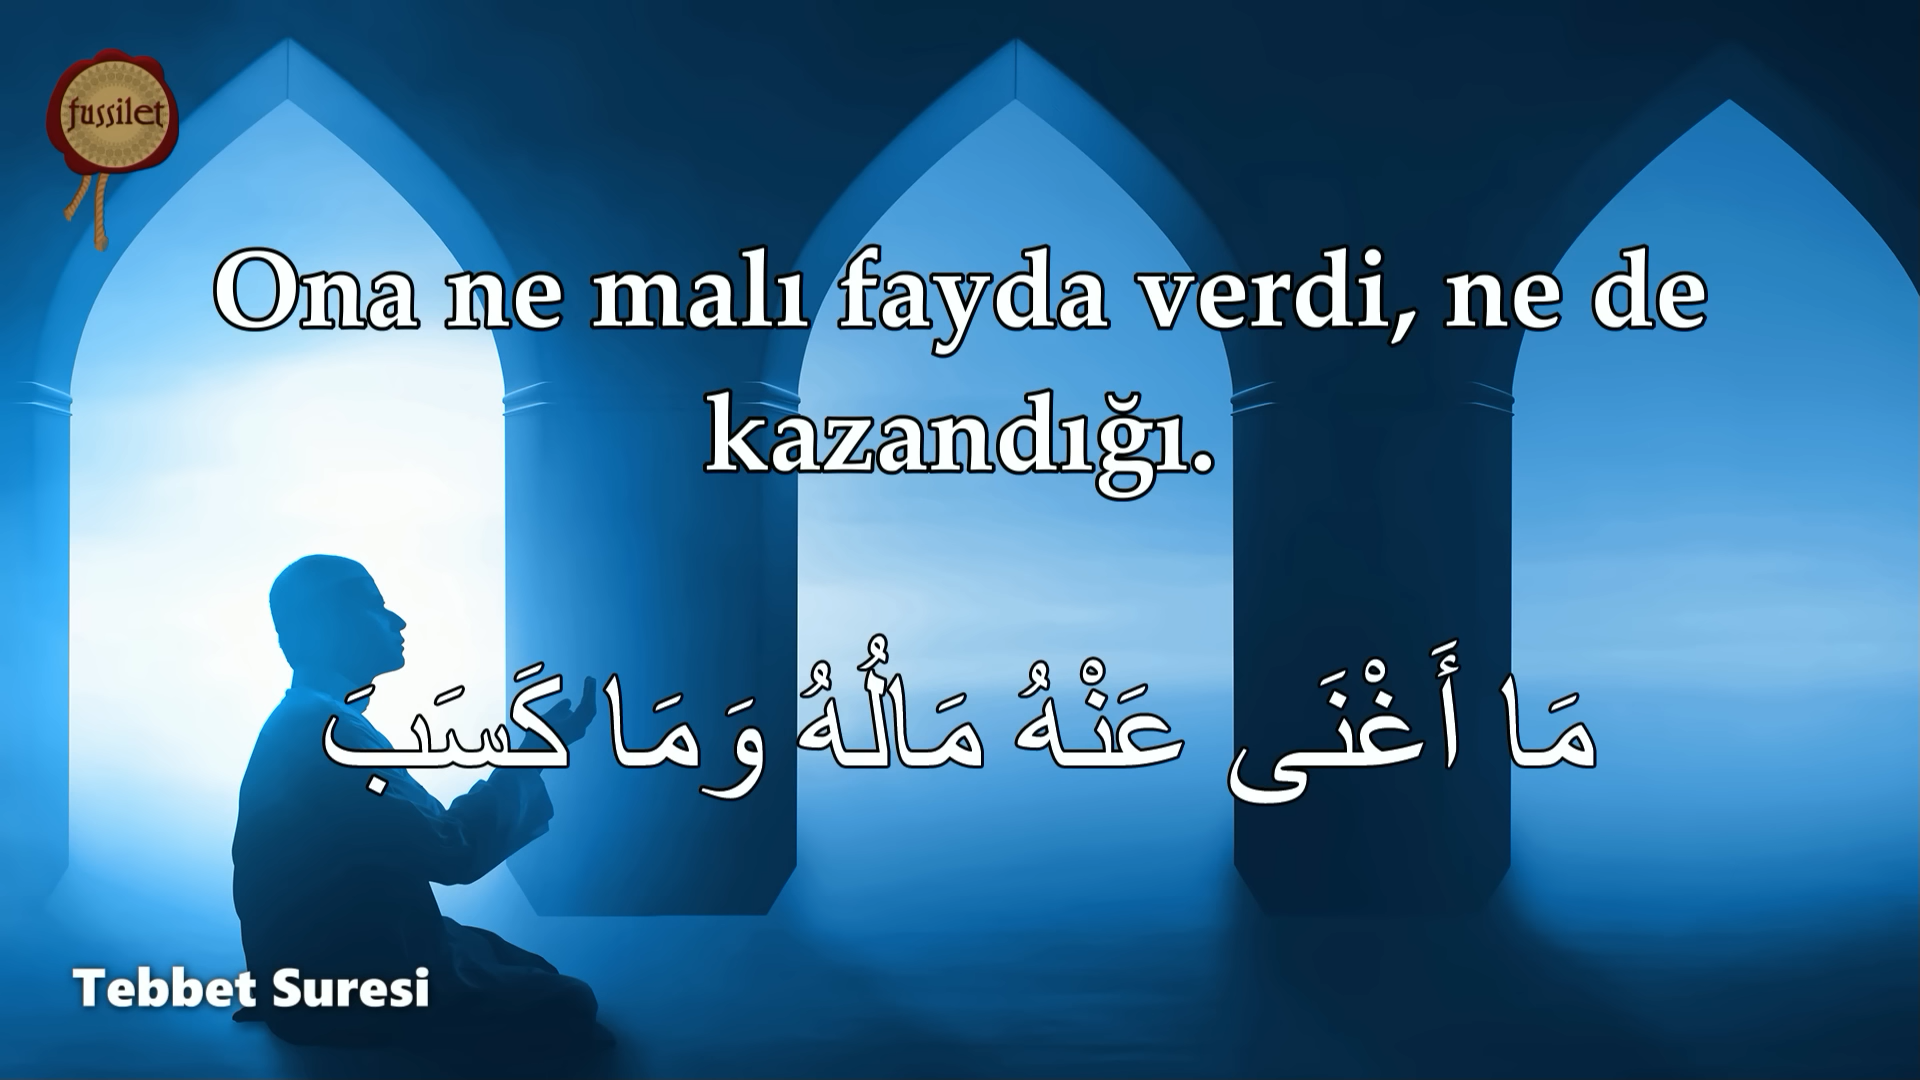 fussilet
Ona ne malı fayda verdi, ne de
kazandığı.
مَا أَغْنَى عَنْهُ مَالُهُ وَمَا كَسَبَ
Tebbet Suresi